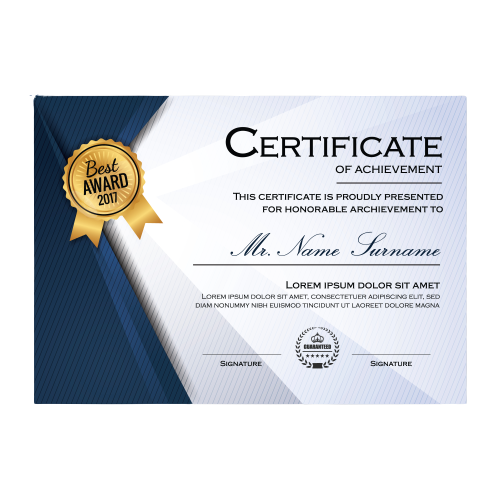 Best
AWARD
2017
CERTIFICATE
OF ACHIEVEMENT
THIS CERTIFICATE IS PROUDLY PRESENTED
FOR HONORABLE ARCHIEVEMENT TO
Mr. Name Surname
LOREM IPSUM DOLOR SIT AMET
LOREM IPSUM DOLOR SIT AMET, CONSECTETUER ADIPISCING ELIT, SED
DIAM NONUMMY NIBH EUISMOD TINCIDUNT UT LAOREET DOLORE MAGNA
GUARANTEED
SIGNATURE
SIGNATURE